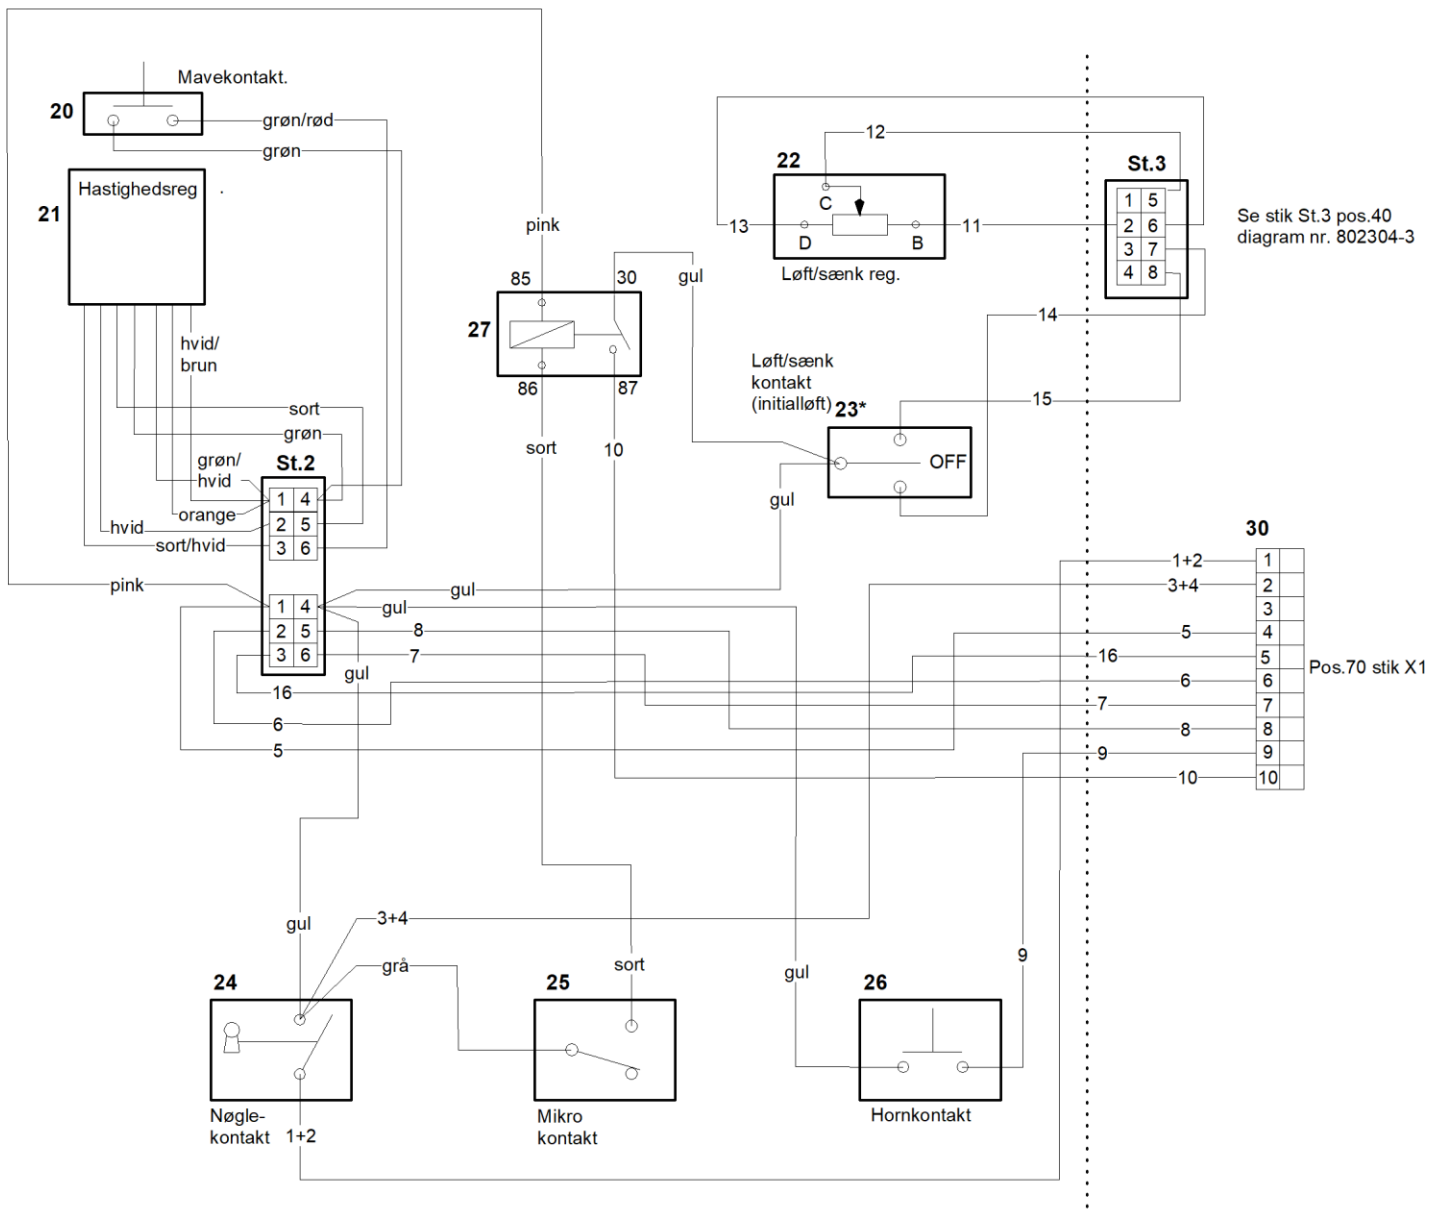 Mavekontakt.
20
grøn/rød
grøn
12
22
St.3
Hastighedsreg
21
C
1 5
Se stik St.3 pos.40
diagram nr. 802304-3
pink
13
D
B
11
2 6
3 7
4 8
Løft/sænk reg.
85
30
gul
27
14
hvid/
brun
86
87
Løft/sænk
kontakt
(initialløft)
23*
15
sort
grøn
sort
10
OFF
grøn/
hvid
St.2
1 4
gul
orange
2 5
hvid
3 6
sort/hvid
30
1+2
1
pink
gul
3+4
2
1 4
gul
3
2 5
8
5
4
3 6
7
16
5
Pos.70 stik X1
gul
16
6
6
7
7
6
8
8
5
9
9
10
10
gul
3+4
grå
sort
gul
9
24
25
26
Nøgle-
kontakt
1+2
Mikro
kontakt
Hornkontakt